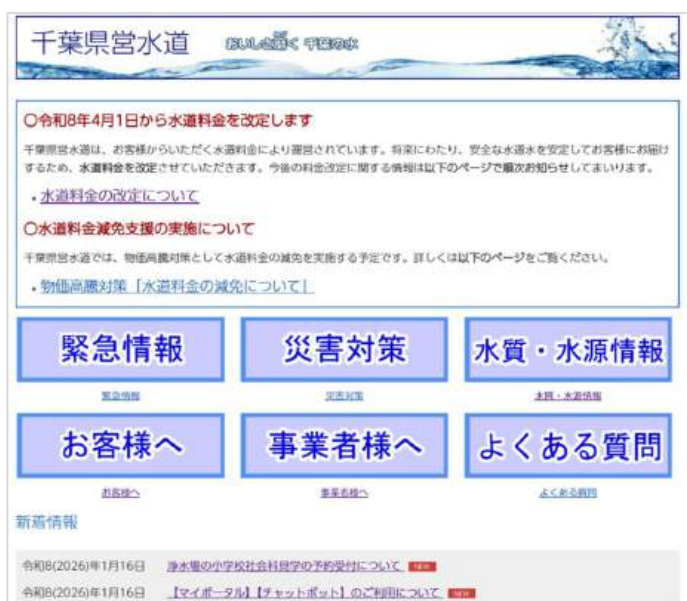 千葉県営水道 おいしさ磨く 千葉の水
○令和8年4月1日から水道料金を改定します
千葉県営水道は、お客様からいただく水道料金により運営されています。将来にわたり、安全な水道水を安定してお客様にお届け
するため、水道料金を改定させていただきます。今後の料金改定に関する情報は以下のページで順次お知らせしてまいります。
・水道料金の改定について
○水道料金減免支援の実施について
千葉県営水道では、物価高騰対策として水道料金の減免を実施する予定です。詳しくは以下のページをご覧ください。
・物価高騰対策「水道料金の減免について」
緊急情報 災害対策 水質・水源情報
緊急情報 災害対策 水質・水源情報
お客様へ 事業者様へ よくある質問
お客様へ 事業者様へ よくある質問
新着情報
令和8(2026)年1月16日 浄水場の小学校社会科見学の予約受付について NEW
令和8(2026)年1月16日 【マイポータル】【チャットボット】のご利用について NEW